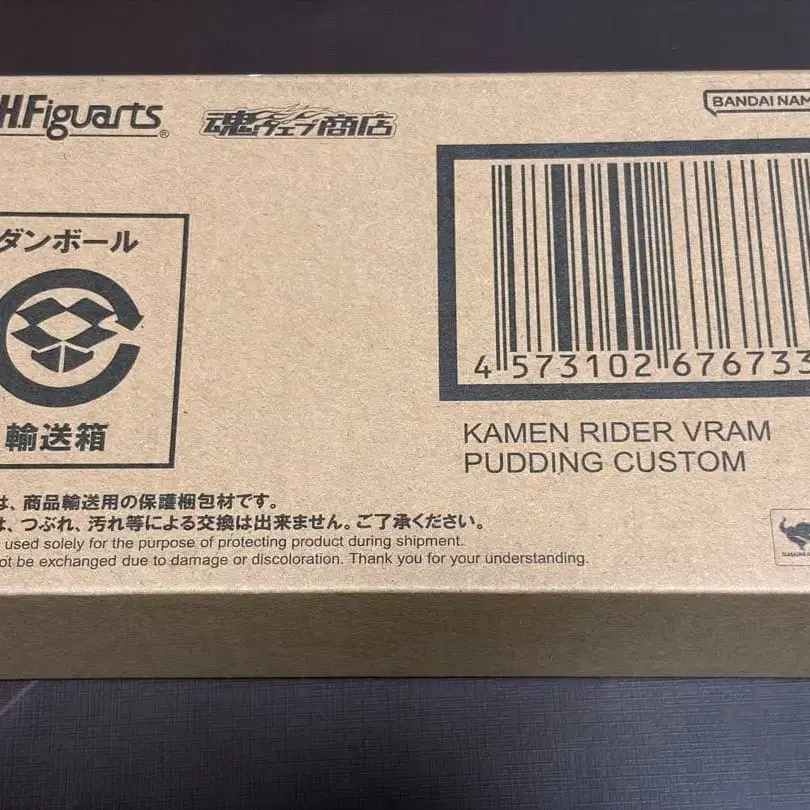 H.Figuarts®
魂ウェブ商店
BANDAI NAM
ダンボール
輸送箱
4 573102 676733
KAMEN RIDER VRAM
PUDDING CUSTOM
は、商品輸送用の保護梱包材です。
は、つぶれ、汚れ等による交換は出来ません。ご了承ください。
used solely for the purpose of protecting product during shipment.
ot be exchanged due to damage or discoloration. Thank you for your understanding.